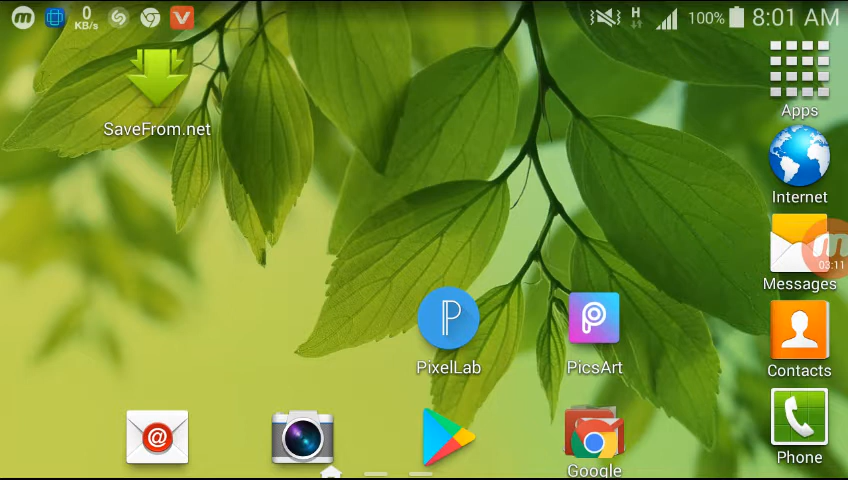 0
KB/s
H
100%
8:01 AM
SaveFrom.net
Apps
Internet
03:11
Messages
PixelLab
PicsArt
Contacts
Google
Phone